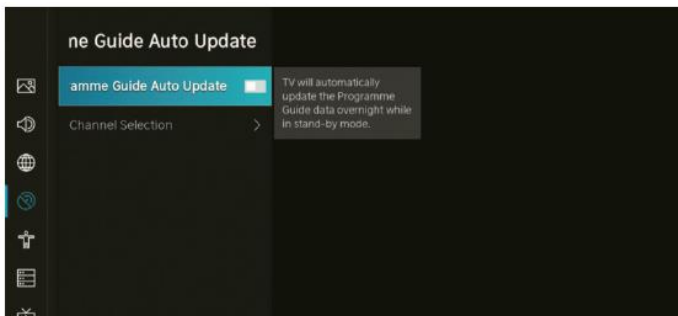 ne Guide Auto Update
amme Guide Auto Update
Channel Selection
TV will automatically
update the Programme
Guide data overnight while
in stand-by mode.